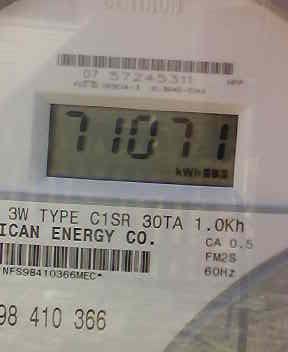 07 57245311
71071
kWh
3W TYPE C1SR 30TA 1.0Kh
ICAN ENERGY CO.
CA 0.5
FM2S
NFS98410366MEC*
60Hz
98 410 366